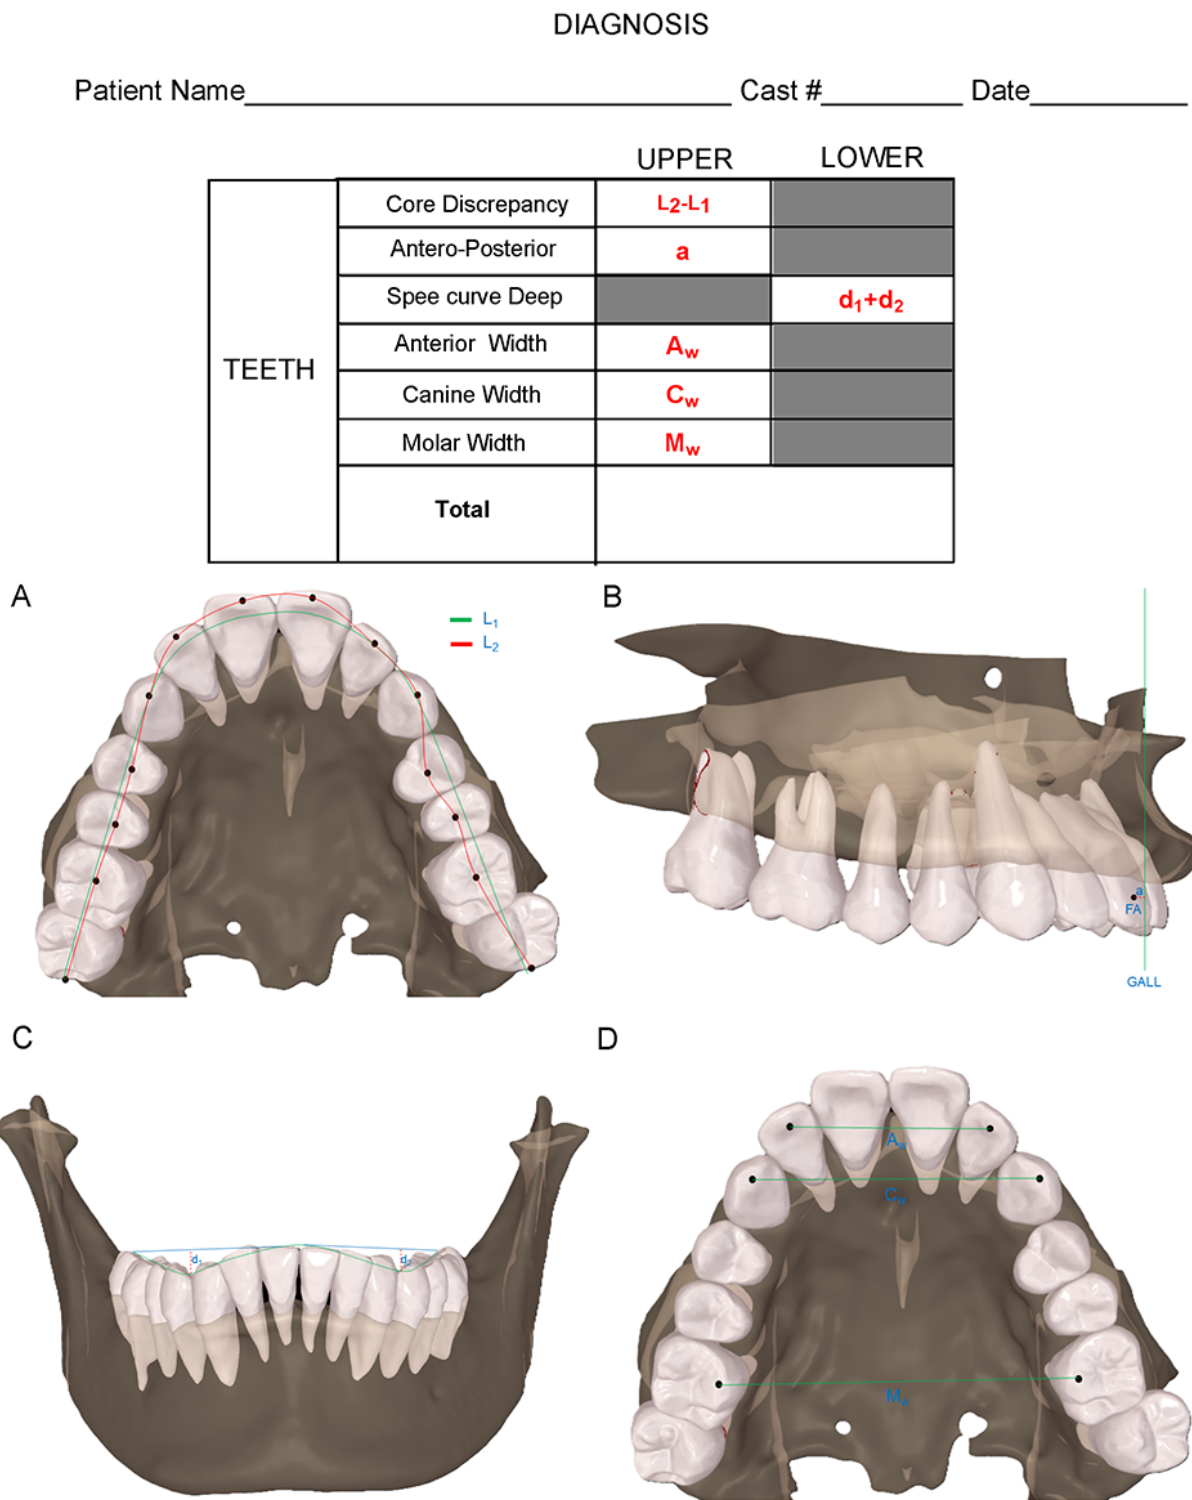 DIAGNOSIS
Patient Name Cast # Date
UPPER LOWER
TEETH
Core Discrepancy L2-L1
Antero-Posterior a
Spee curve Deep d1+d2
Anterior Width Aw
Canine Width Cw
Molar Width Mw
Total
A
L1
L2
B
a
FA
GALL
C
d1
D
Aw
Cw
Mw